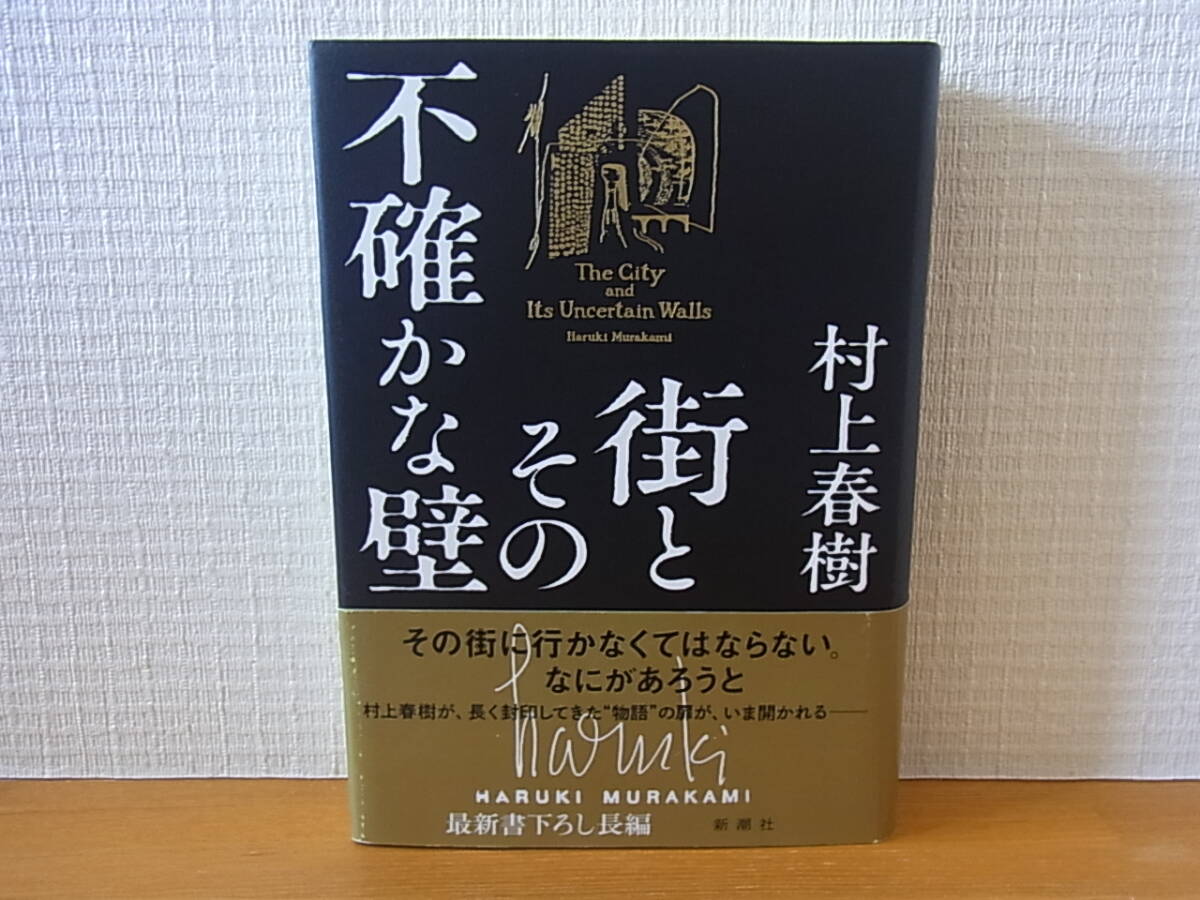 村上春樹
街と
その
不確かな壁
The City
and
Its Uncertain Walls
Haruki Murakami
その街に行かなくてはならない。
なにがあろうと
村上春樹が、長く封印してきた“物語”の扉が、いま開かれる――
haruki
HARUKI MURAKAMI
最新書下ろし長編
新潮社